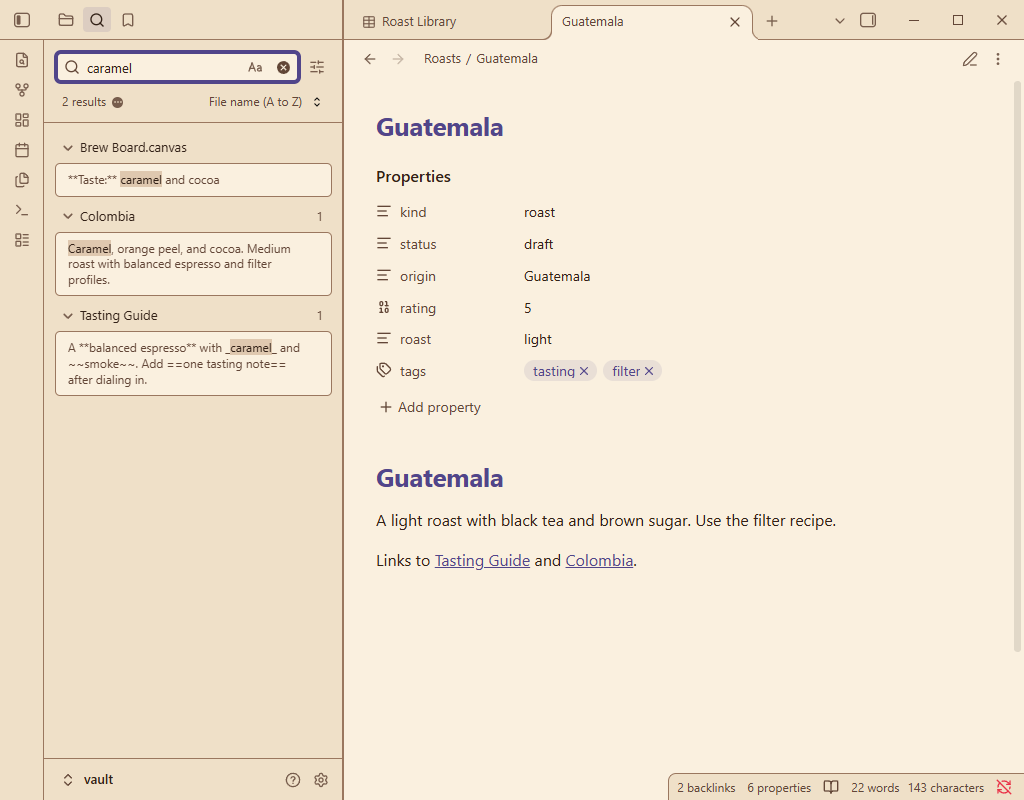 Roast Library
Guatemala
caramel
Aa
2 results
File name (A to Z)
Brew Board.canvas
**Taste:** caramel and cocoa
Colombia
1
Caramel, orange peel, and cocoa. Medium
roast with balanced espresso and filter
profiles.
Tasting Guide
1
A **balanced espresso** with _caramel_ and
~~smoke~~. Add ==one tasting note==
after dialing in.
vault
Roasts / Guatemala
Guatemala
Properties
kind roast
status draft
origin Guatemala
rating 5
roast light
tags tasting filter
Add property
Guatemala
A light roast with black tea and brown sugar. Use the filter recipe.
Links to Tasting Guide and Colombia.
2 backlinks 6 properties 22 words 143 characters